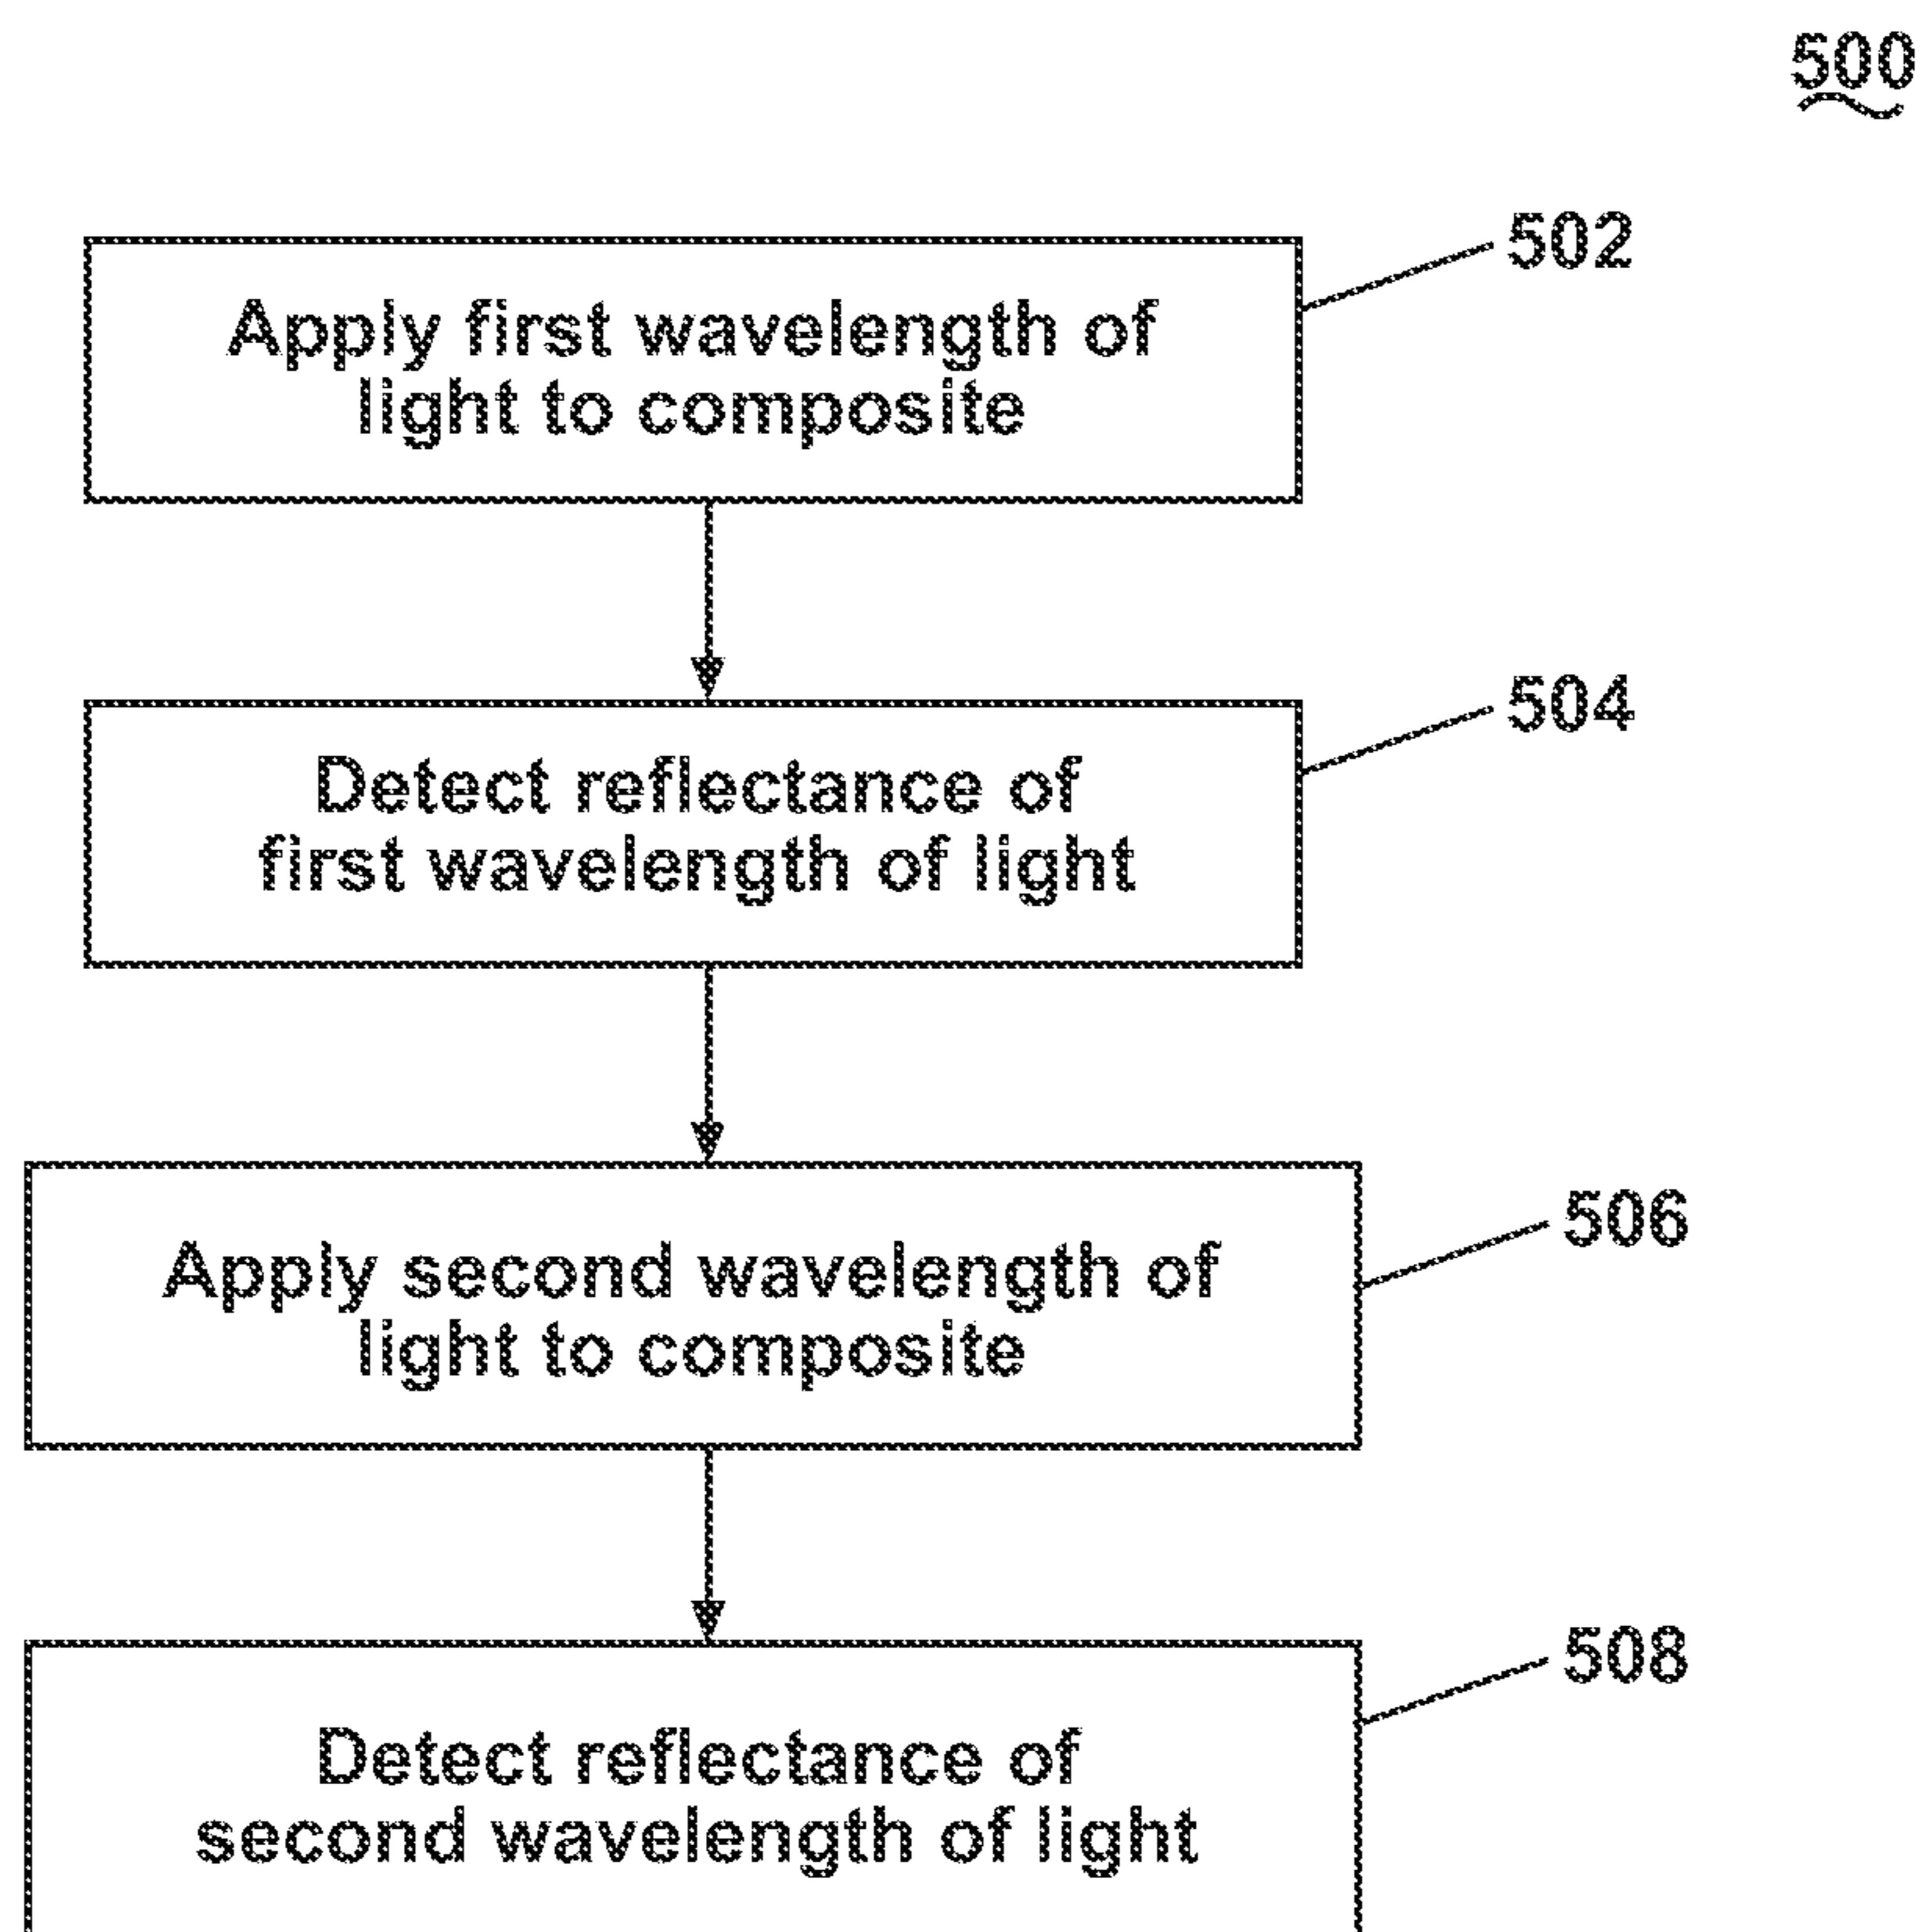 500
502
Apply first wavelength of
light to composite
504
Detect reflectance of
first wavelength of light
506
Apply second wavelength of
light to composite
508
Detect reflectance of
second wavelength of light